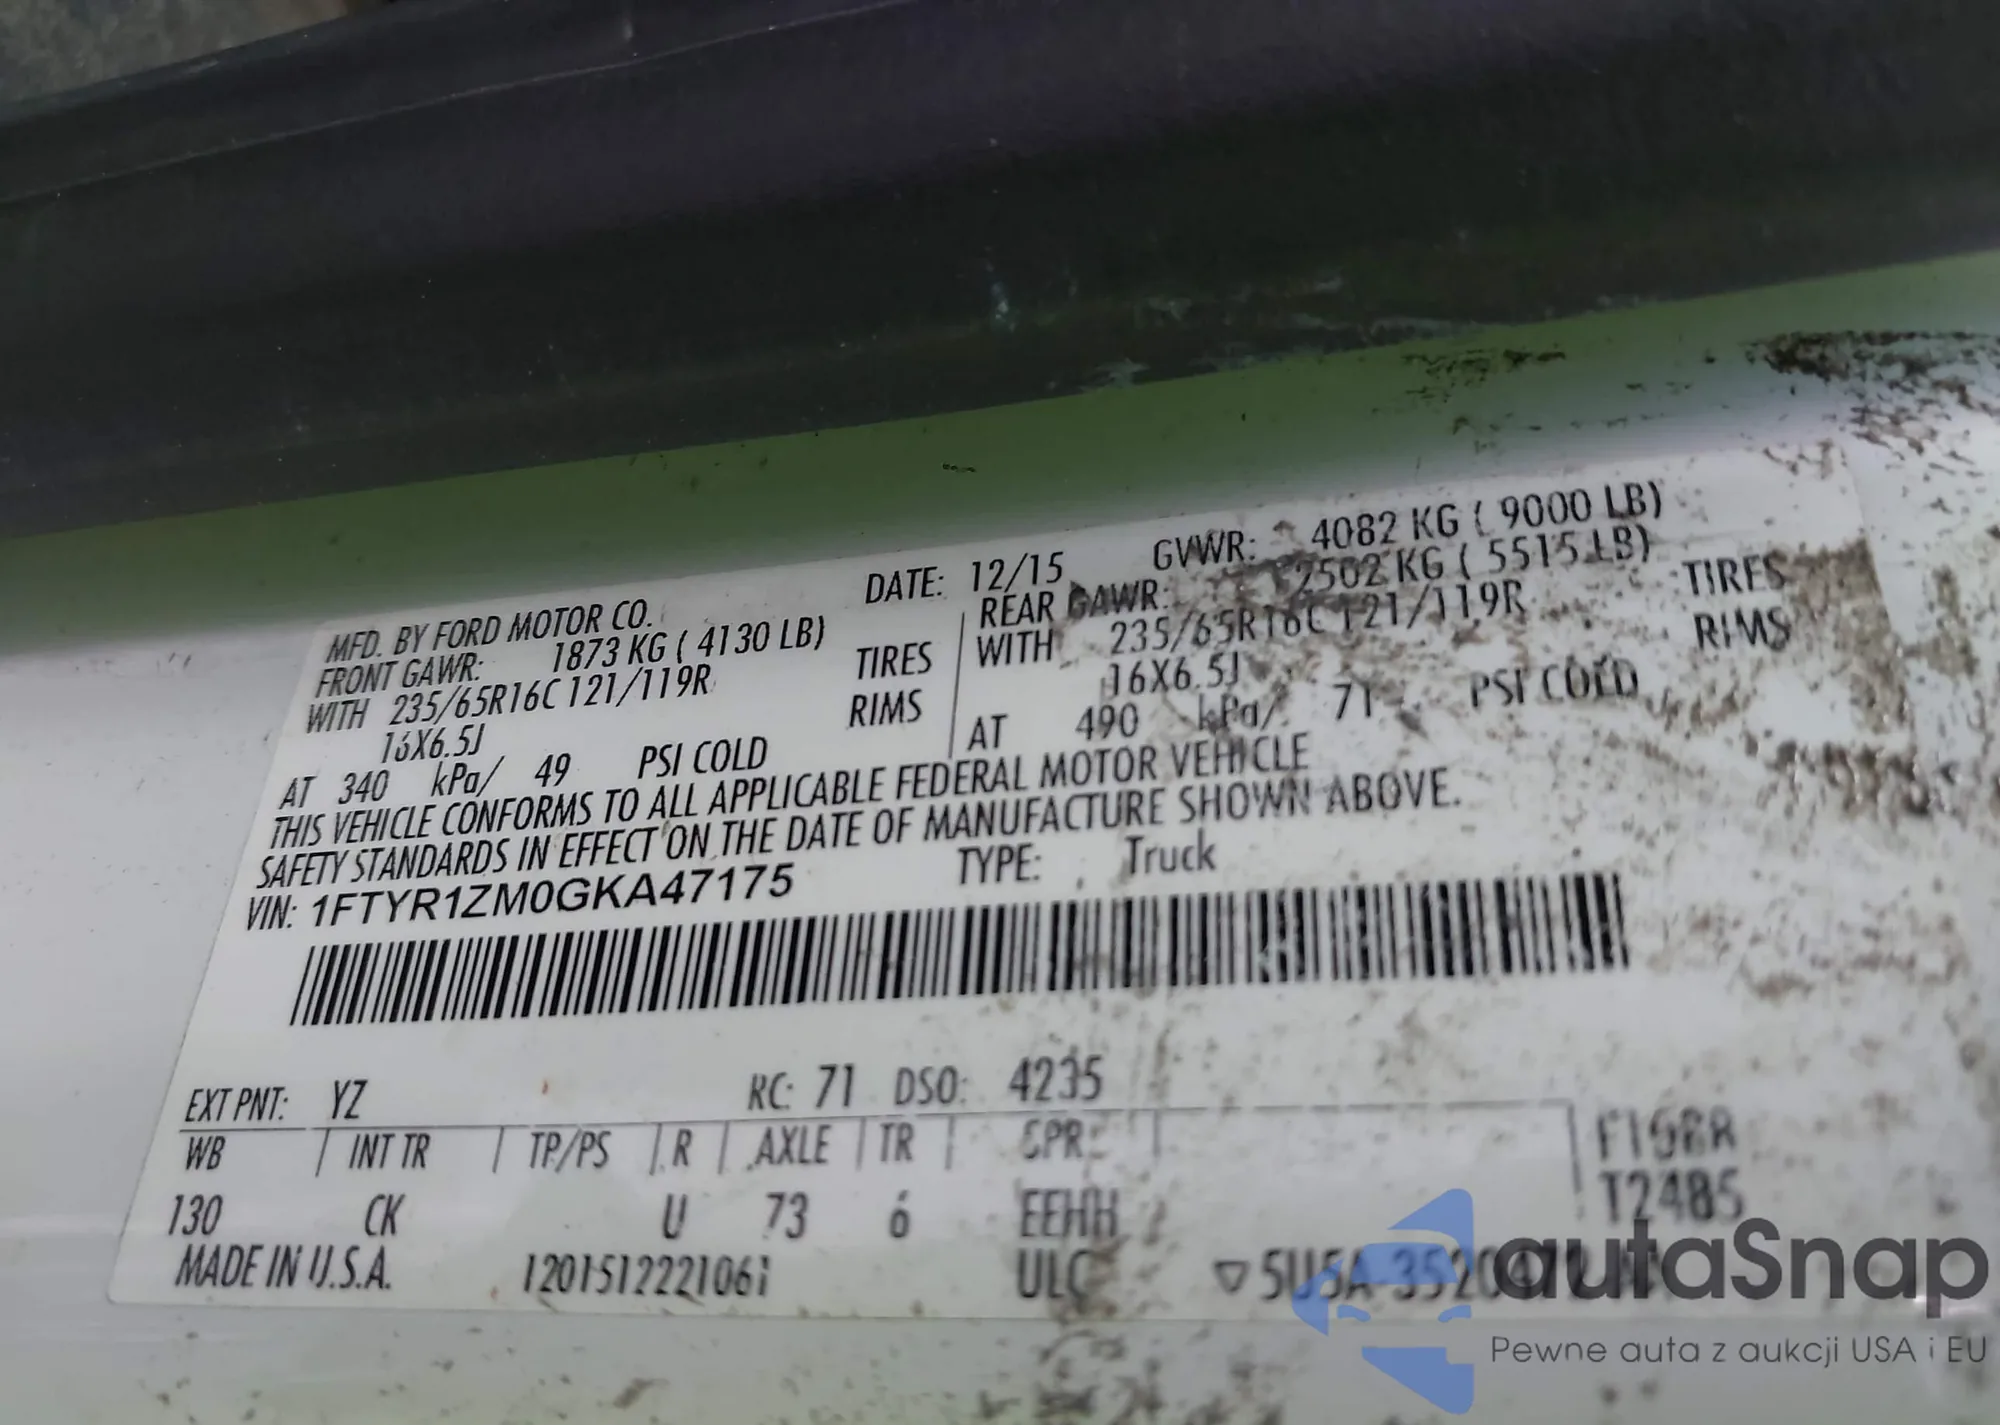 MFD. BY FORD MOTOR CO.
DATE: 12/15
GVWR: 4082 KG ( 9000 LB)
FRONT GAWR: 1873 KG ( 4130 LB)
WITH 235/65R16C 121/119R TIRES
16X6.5J RIMS
AT 340 kPa/ 49 PSI COLD
REAR GAWR: 2502 KG ( 5515 LB)
WITH 235/65R16C 121/119R TIRES
16X6.5J RIMS
AT 490 kPa/ 71 PSI COLD
THIS VEHICLE CONFORMS TO ALL APPLICABLE FEDERAL MOTOR VEHICLE
SAFETY STANDARDS IN EFFECT ON THE DATE OF MANUFACTURE SHOWN ABOVE.
VIN: 1FTYR1ZM0GKA47175 TYPE: Truck
EXT PNT: YZ RC: 71 DSO: 4235
WB INT TR TP/PS R AXLE TR SPR
130 CK U 73 6 EEHH
T2485
MADE IN U.S.A. ULC
autaSnap
Pewne auta z aukcji USA i EU